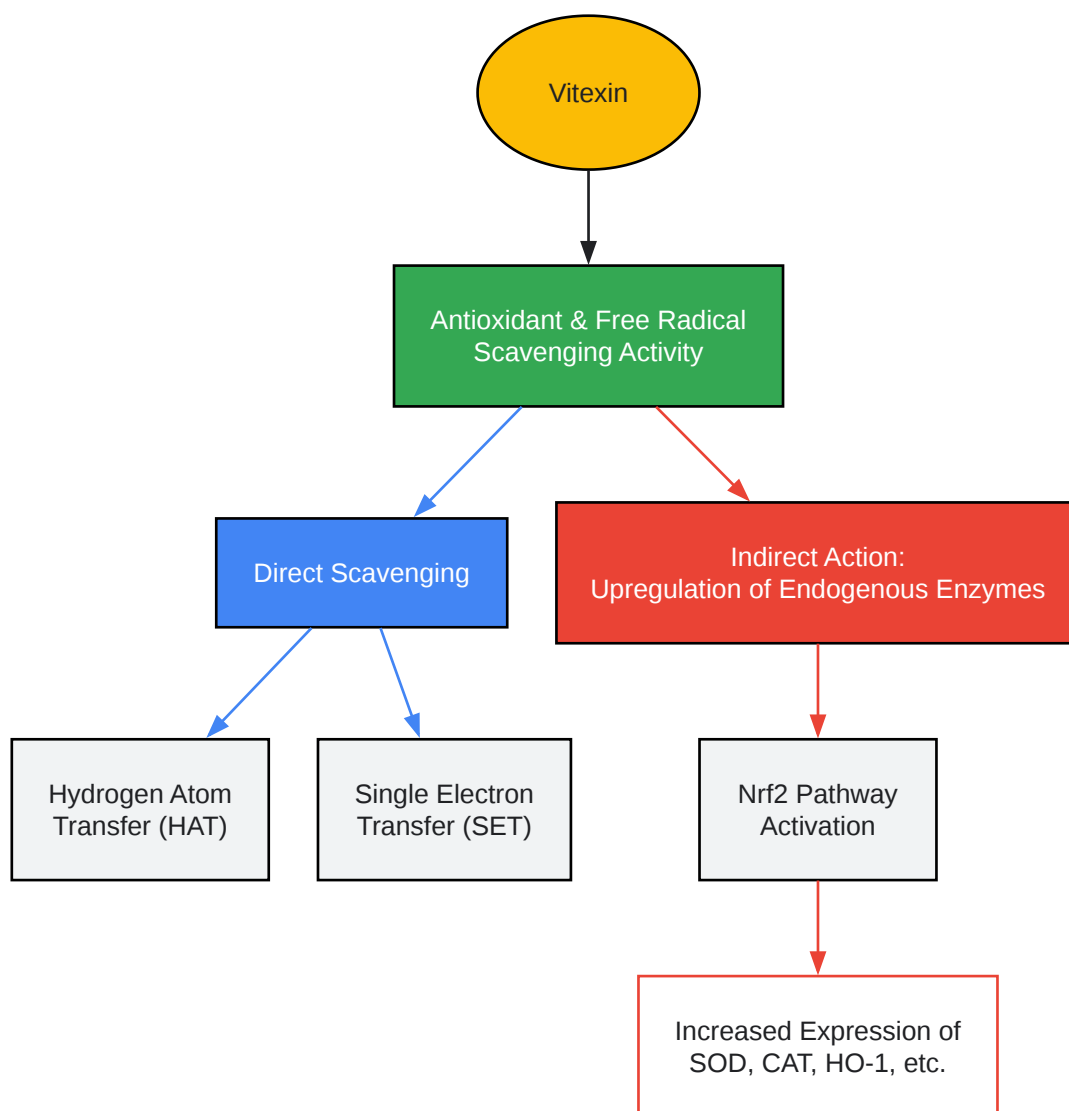 Vitexin
Antioxidant & Free Radical
Scavenging Activity
Direct Scavenging
Indirect Action:
Upregulation of Endogenous Enzymes
Hydrogen Atom
Transfer (HAT)
Single Electron
Transfer (SET)
Nrf2 Pathway
Activation
Increased Expression of
SOD, CAT, HO-1, etc.